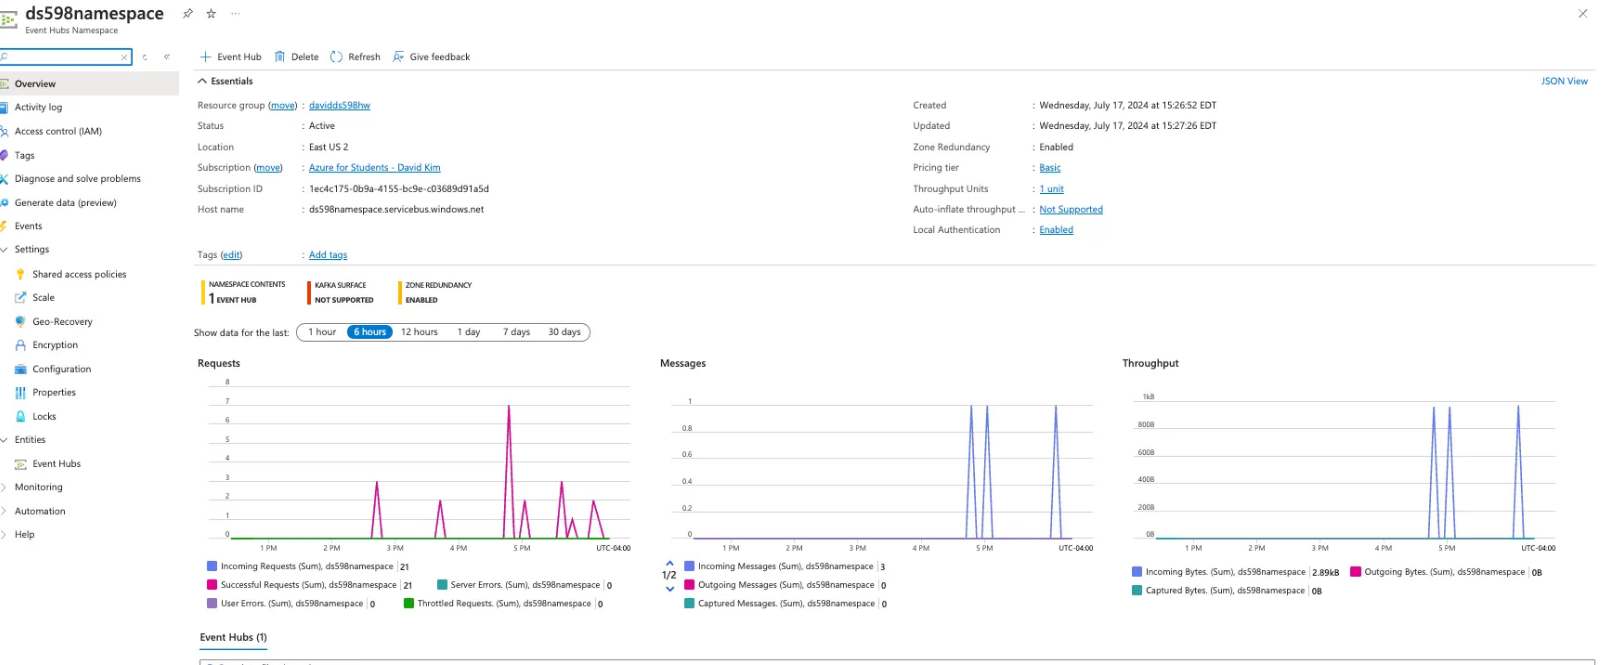 ds598namespace
Event Hubs Namespace
Event Hub Delete Refresh Give feedback
Overview
Activity log
Access control (IAM)
Tags
Diagnose and solve problems
Generate data (preview)
Events
Settings
Shared access policies
Scale
Geo-Recovery
Encryption
Configuration
Properties
Locks
Entities
Event Hubs
Monitoring
Automation
Help
Essentials
JSON View
Resource group (move) : davidds598hw
Status : Active
Location : East US 2
Subscription (move) : Azure for Students - David Kim
Subscription ID : 1ec4c175-0b9a-4155-bc9e-c03689d91a5d
Host name : ds598namespace.servicebus.windows.net
Tags (edit) : Add tags
Created : Wednesday, July 17, 2024 at 15:26:52 EDT
Updated : Wednesday, July 17, 2024 at 15:27:26 EDT
Zone Redundancy : Enabled
Pricing tier : Basic
Throughput Units : 1 unit
Auto-inflate throughput ... : Not Supported
Local Authentication : Enabled
NAMESPACE CONTENTS
1 EVENT HUB
KAFKA SURFACE
NOT SUPPORTED
ZONE REDUNDANCY
ENABLED
Show data for the last: 1 hour 6 hours 12 hours 1 day 7 days 30 days
Requests
8
7
6
5
4
3
2
1
0
1 PM 2 PM 3 PM 4 PM 5 PM UTC-04:00
Incoming Requests (Sum), ds598namespace 21
Successful Requests (Sum), ds598namespace 21 Server Errors. (Sum), ds598namespace 0
User Errors. (Sum), ds598namespace 0 Throttled Requests. (Sum), ds598namespace 0
Messages
1
0.8
0.6
0.4
0.2
0
1 PM 2 PM 3 PM 4 PM 5 PM UTC-04:00
1/2
Incoming Messages (Sum), ds598namespace 3
Outgoing Messages (Sum), ds598namespace 0
Captured Messages. (Sum), ds598namespace 0
Throughput
1kB
800B
600B
400B
200B
0B
1 PM 2 PM 3 PM 4 PM 5 PM UTC-04:00
Incoming Bytes. (Sum), ds598namespace 2.89kB Outgoing Bytes. (Sum), ds598namespace 0B
Captured Bytes. (Sum), ds598namespace 0B
Event Hubs (1)